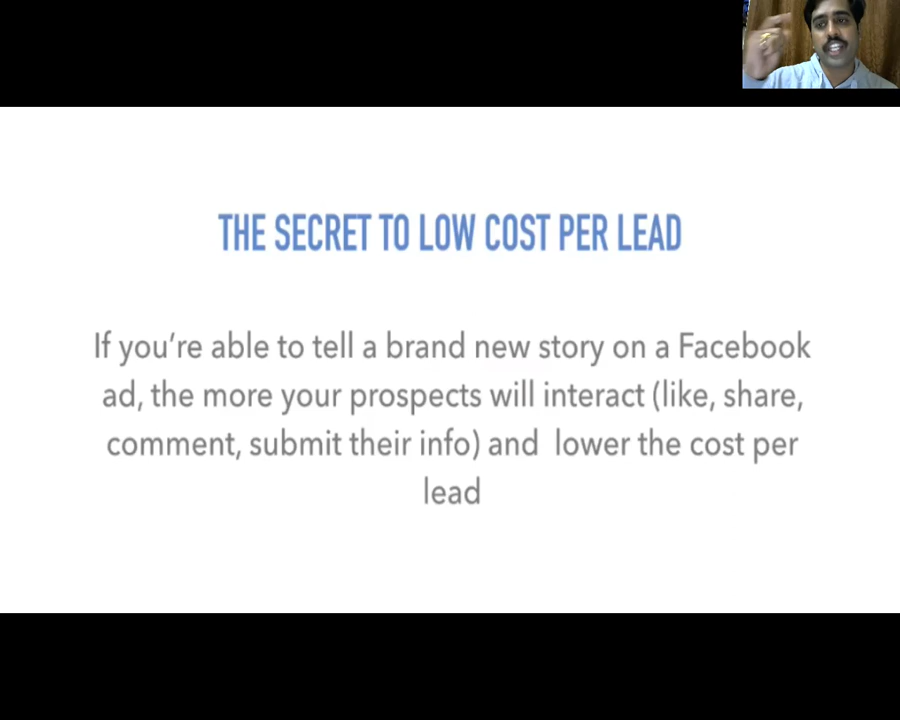 THE SECRET TO LOW COST PER LEAD
If you're able to tell a brand new story on a Facebook
ad, the more your prospects will interact (like, share,
comment, submit their info) and  lower the cost per
lead